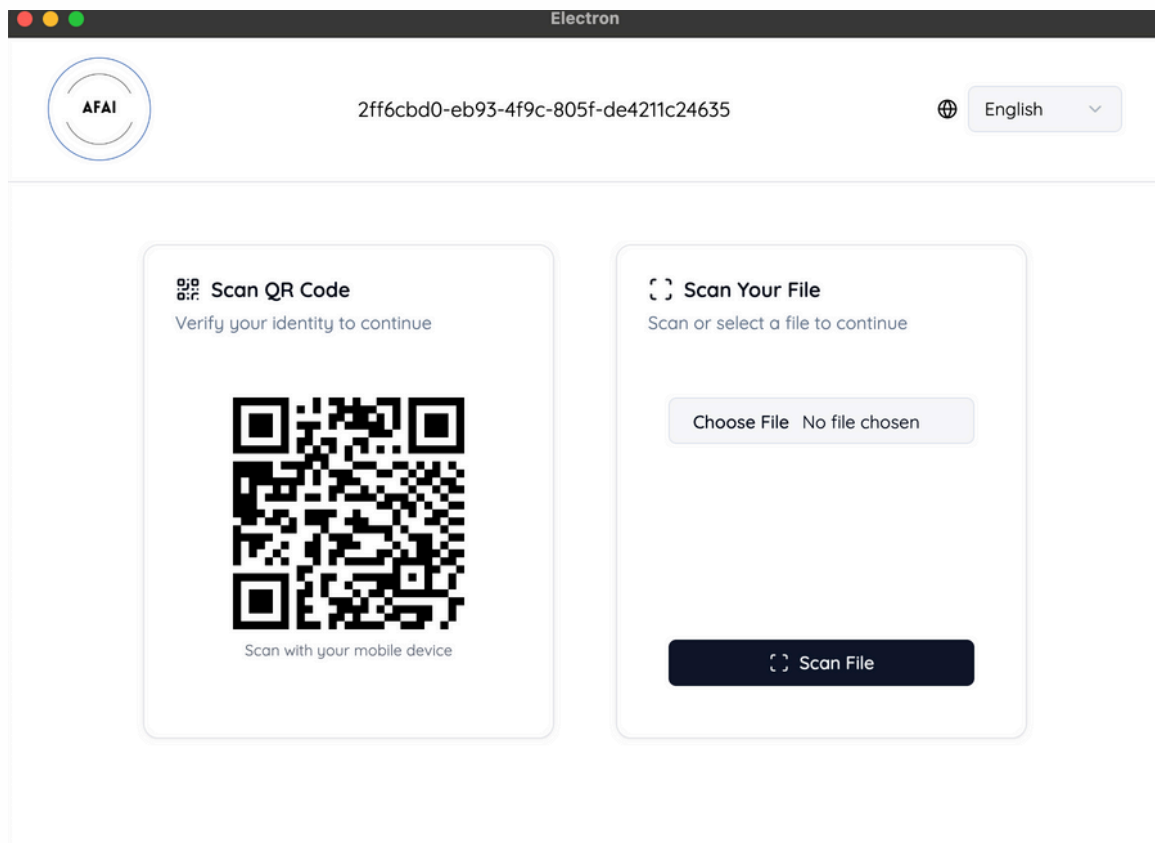 Electron
AFAI
2ff6cbd0-eb93-4f9c-805f-de4211c24635
English
Scan QR Code
Verify your identity to continue
Scan with your mobile device
Scan Your File
Scan or select a file to continue
Choose File No file chosen
Scan File